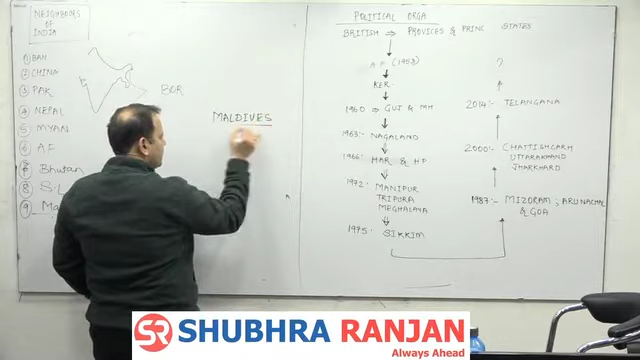 NEIGHBOURS
OF
INDIA
① BAN
② CHINA
③ PAK
④ NEPAL
⑤ MYAN
⑥ AF
⑦ Bhutan
⑧ S.L
⑨ Ma
BOR
MALDIVES
POLITICAL ORGA
BRITISH ⇒ PROVICES & PRINC STATES
A.P (1953)
KER
1960 ⇒ GUJ & MH
1963:- NAGALAND
1966:- HAR & HP
1972:- MANIPUR
TRIPURA
MEGHALAYA
1975:- SIKKIM
?
2014:- TELANGANA
2000:- CHATTISHGARH
UTTARAKHAND
JHARKHARD
1987:- MIZORAM, ARUNACHAL
& GOA
SR SHUBHRA RANJAN
Always Ahead